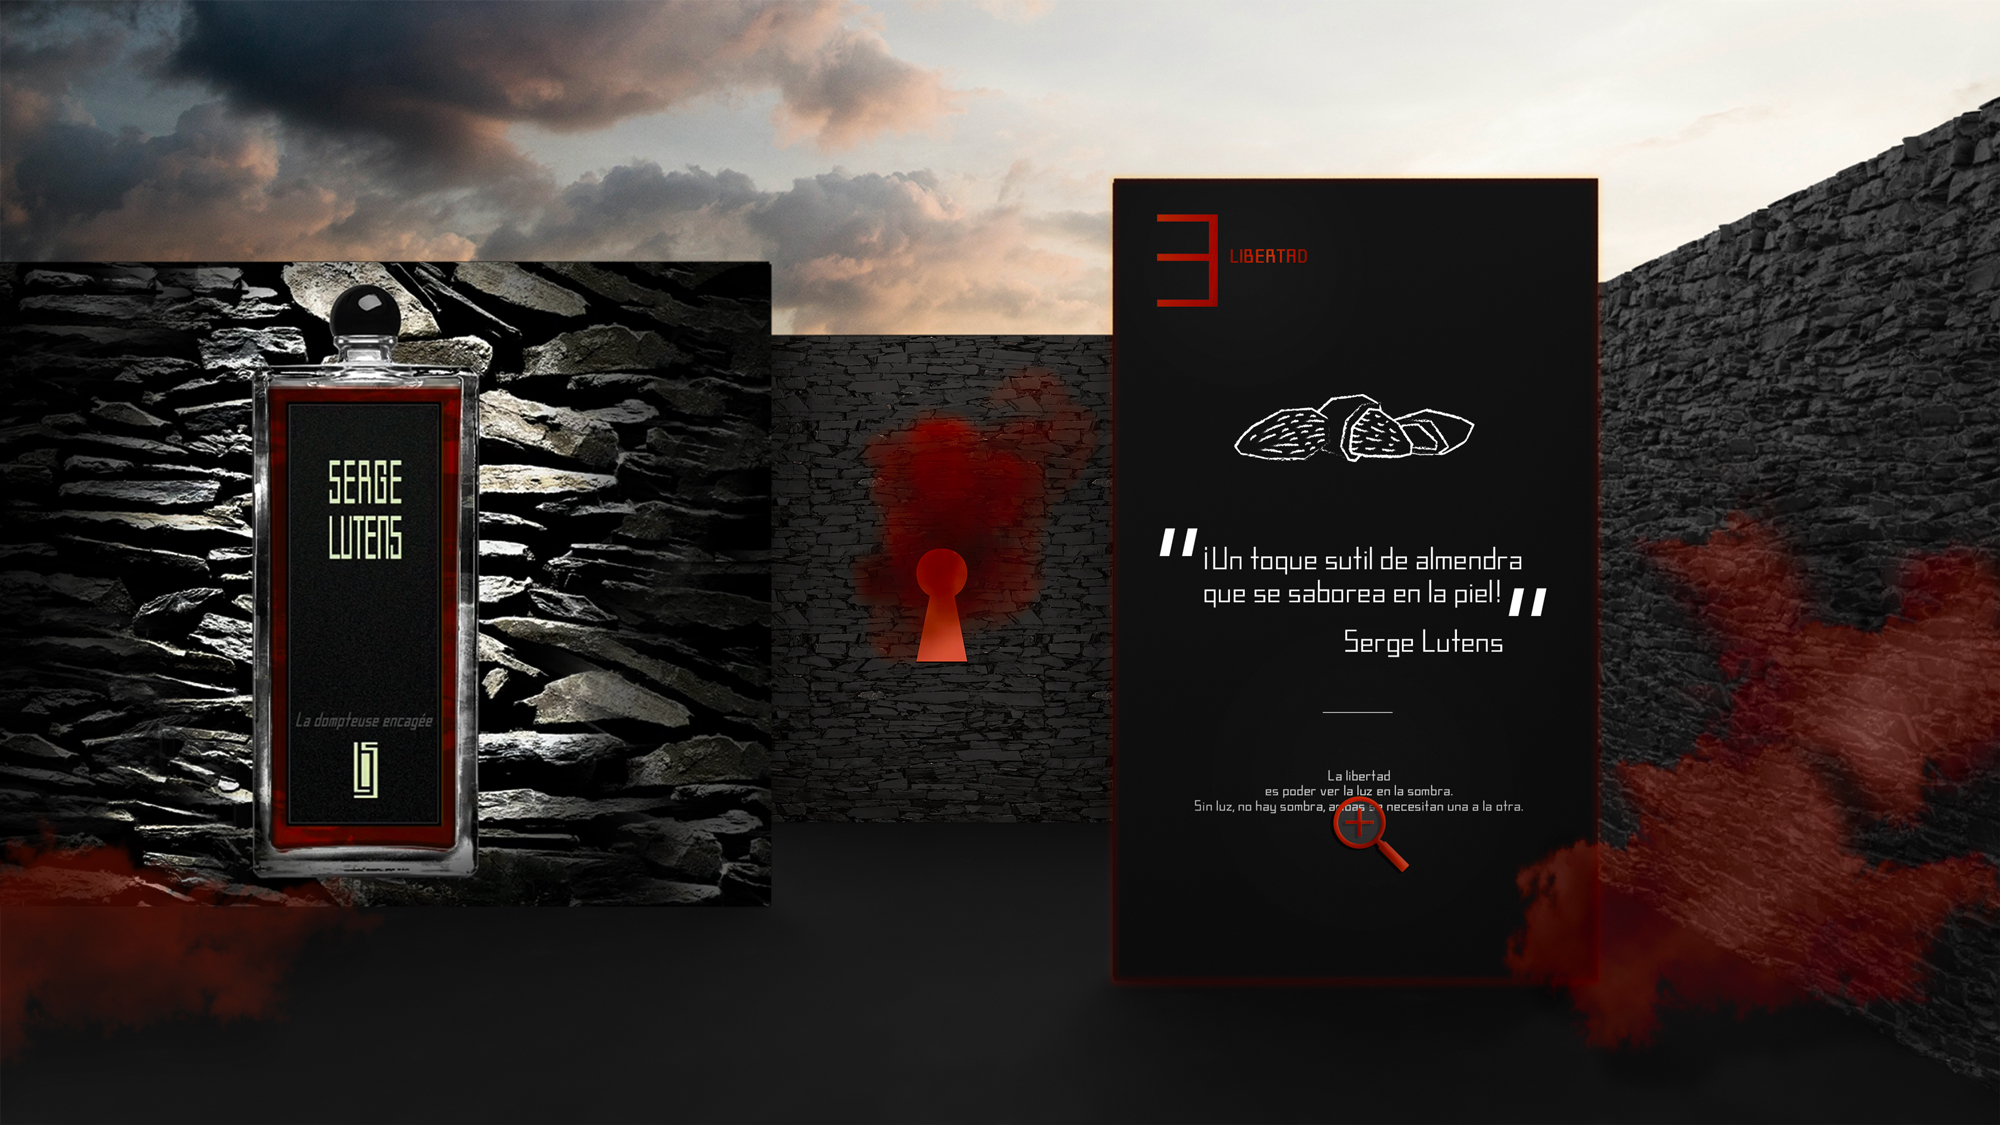 SERGE
LUTENS
La dompteuse encagée
LIBERTAD
"¡Un toque sutil de almendra
que se saborea en la piel!"
Serge Lutens
La libertad
es poder ver la luz en la sombra.
Sin luz, no hay sombra, ambas se necesitan una a la otra.